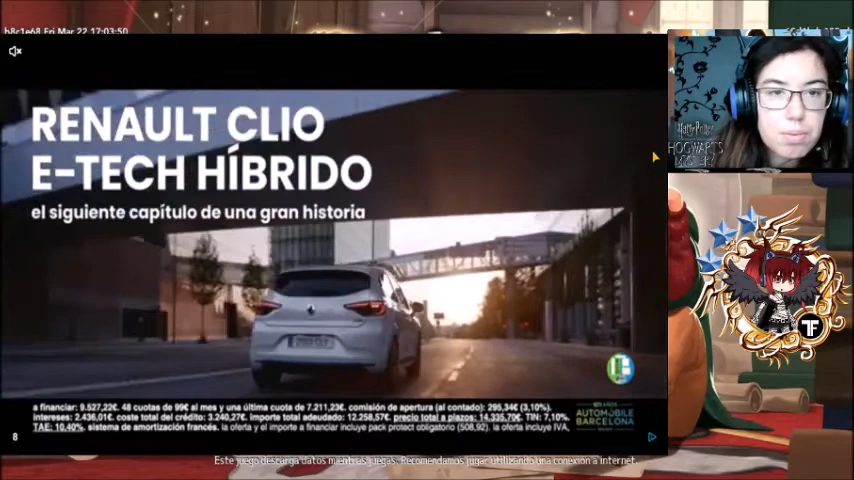 Fri Mar 22 17:03:50
RENAULT CLIO
E-TECH HÍBRIDO
el siguiente capítulo de una gran historia
a financiar: 9.527,22€. 48 cuotas de 99€ al mes y una última cuota de 7.211,23€. comisión de apertura (al contado): 295,34€ (3,10%).
intereses: 2.436,01€. coste total del crédito: 3.240,27€. importe total adeudado: 12.258,57€. precio total a plazos: 14.335,70€. TIN: 7,10%.
TAE: 10,40%. sistema de amortización francés. la oferta y el importe a financiar incluye pack protect obligatorio (508,92). la oferta incluye IVA,
AUTOMOBILE
BARCELONA
8
Este juego descarga datos mientras juegas. Recomendamos jugar utilizando una conexión a internet.
Harry Potter
HOGWARTS
MYSTERY
TF